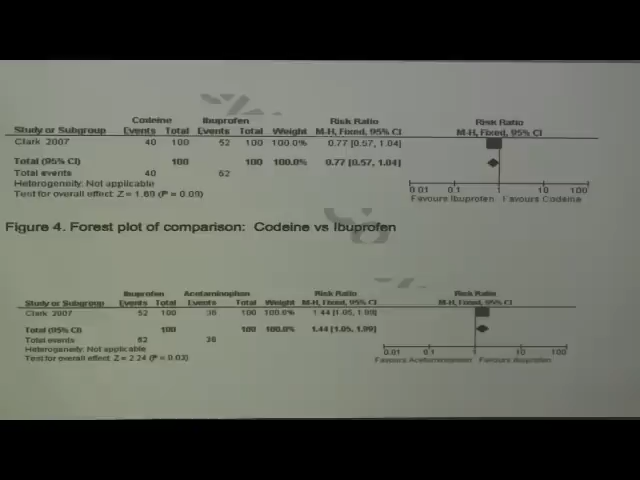 Codeine Ibuprofen Risk Ratio Risk Ratio
Study or Subgroup Events Total Events Total Weight M-H, Fixed, 95% CI M-H, Fixed, 95% CI
Clark 2007 40 100 52 100 100.0% 0.77 [0.57, 1.04]
Total (95% CI) 100 100 100.0% 0.77 [0.57, 1.04]
Total events 40 52
Heterogeneity: Not applicable
Test for overall effect: Z = 1.69 (P = 0.09)
0.01 0.1 1 10 100
Favours Ibuprofen Favours Codeine
Figure 4. Forest plot of comparison: Codeine vs Ibuprofen
Ibuprofen Acetaminophen Risk Ratio Risk Ratio
Study or Subgroup Events Total Events Total Weight M-H, Fixed, 95% CI M-H, Fixed, 95% CI
Clark 2007 52 100 36 100 100.0% 1.44 [1.05, 1.99]
Total (95% CI) 100 100 100.0% 1.44 [1.05, 1.99]
Total events 52 36
Heterogeneity: Not applicable
Test for overall effect: Z = 2.24 (P = 0.03)
0.01 0.1 1 10 100
Favours Acetaminophen Favours Ibuprofen